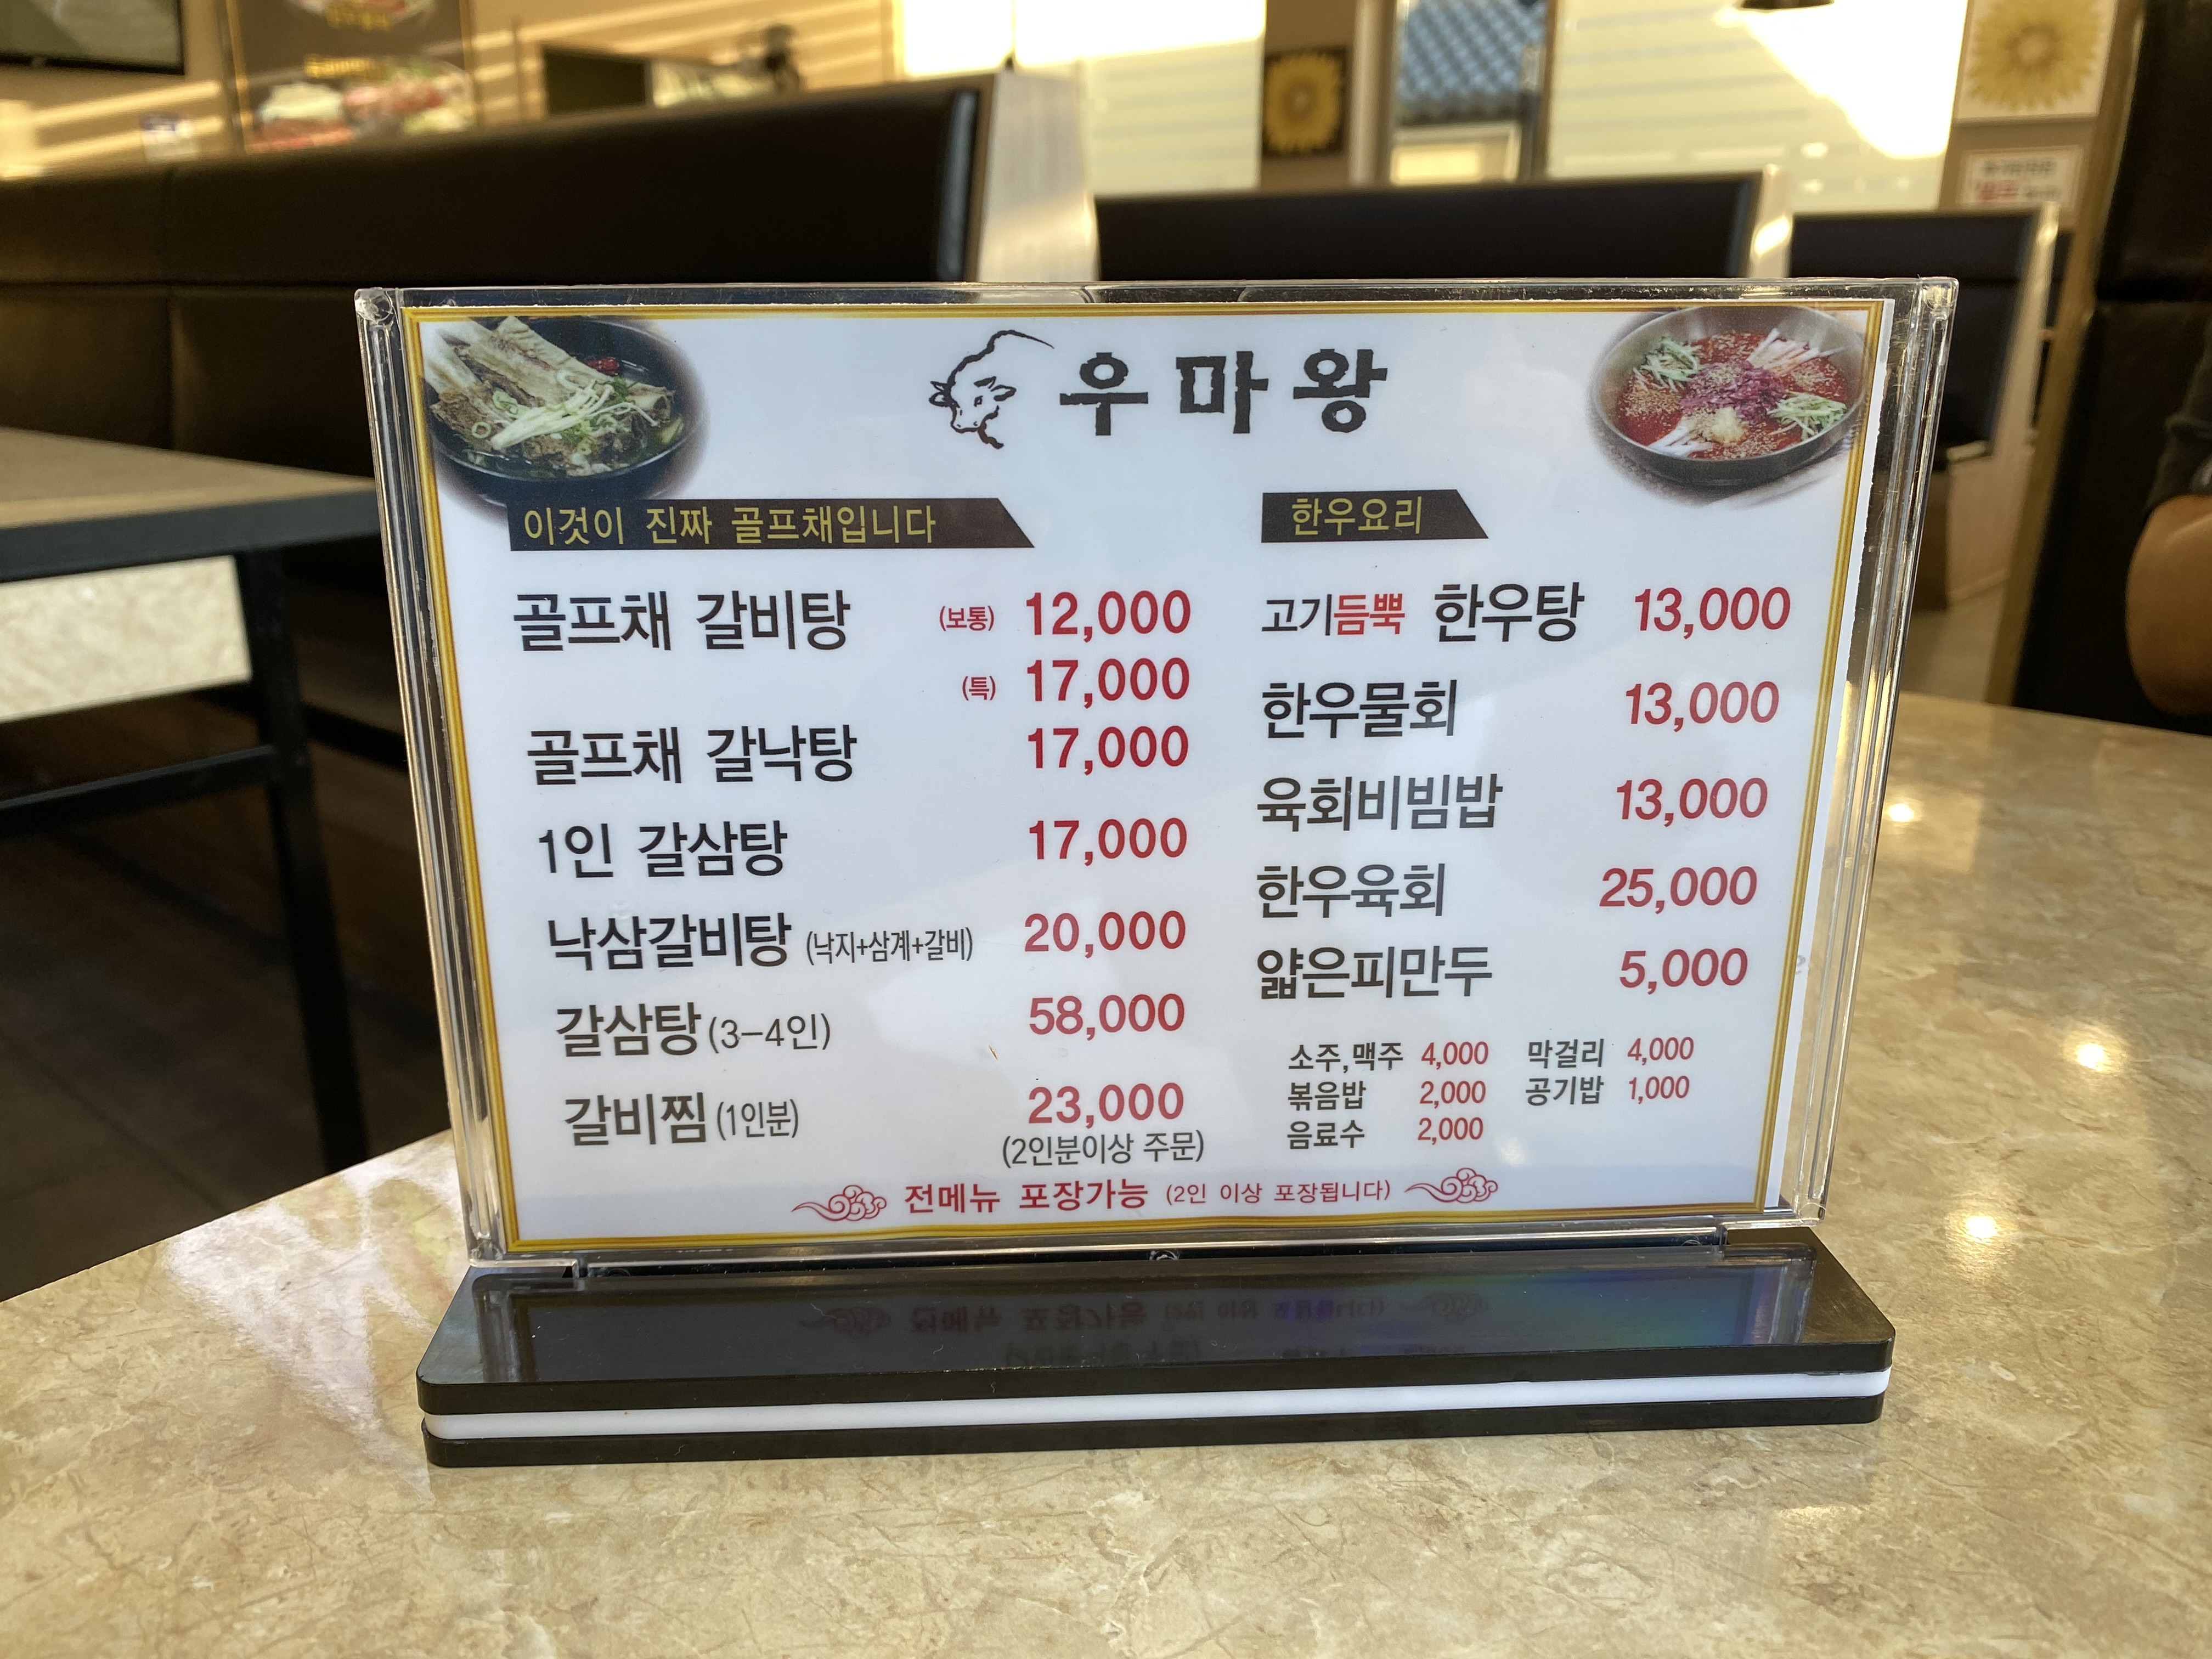 우마왕
이것이 진짜 골프채입니다
골프채 갈비탕 (보통) 12,000
(특) 17,000
골프채 갈낙탕 17,000
1인 갈삼탕 17,000
낙삼갈비탕 (낙지+삼계+갈비) 20,000
갈삼탕 (3-4인) 58,000
갈비찜 (1인분) 23,000
(2인분이상 주문)
한우요리
고기듬뿍 한우탕 13,000
한우물회 13,000
육회비빔밥 13,000
한우육회 25,000
얇은피만두 5,000
소주,맥주 4,000 막걸리 4,000
볶음밥 2,000 공기밥 1,000
음료수 2,000
전메뉴 포장가능 (2인 이상 포장됩니다)